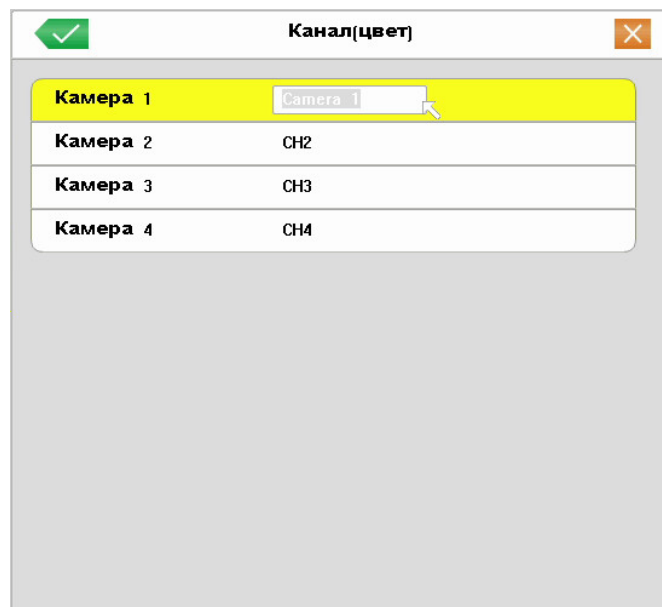 Канал(цвет)
Камера 1 Camera 1
Камера 2 CH2
Камера 3 CH3
Камера 4 CH4